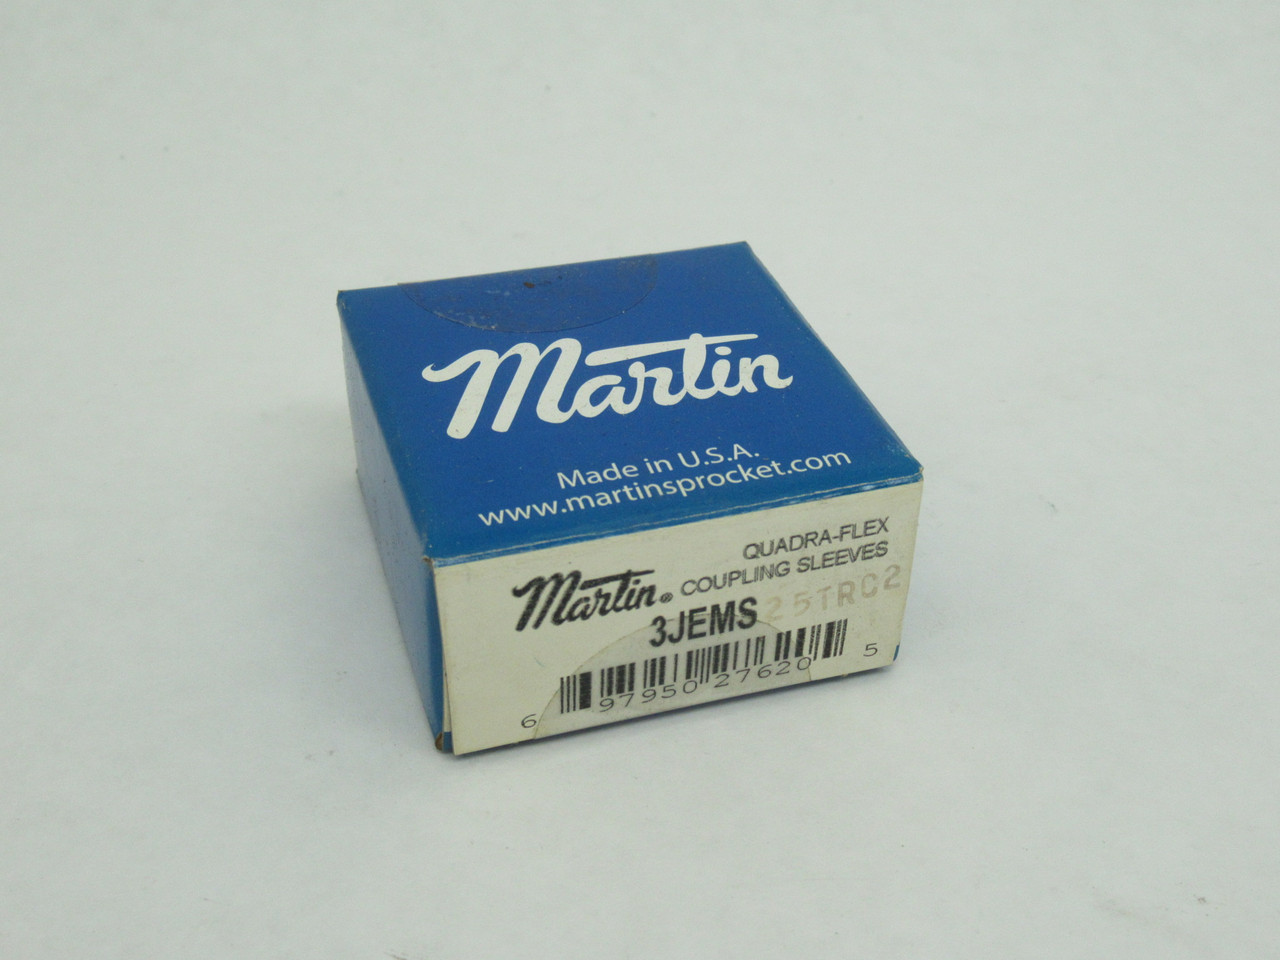 Martin
Made in U.S.A.
www.martinsprocket.com
QUADRA-FLEX
Martin® COUPLING SLEEVES
3JEMS 25TRC2
6 97950 27620 5